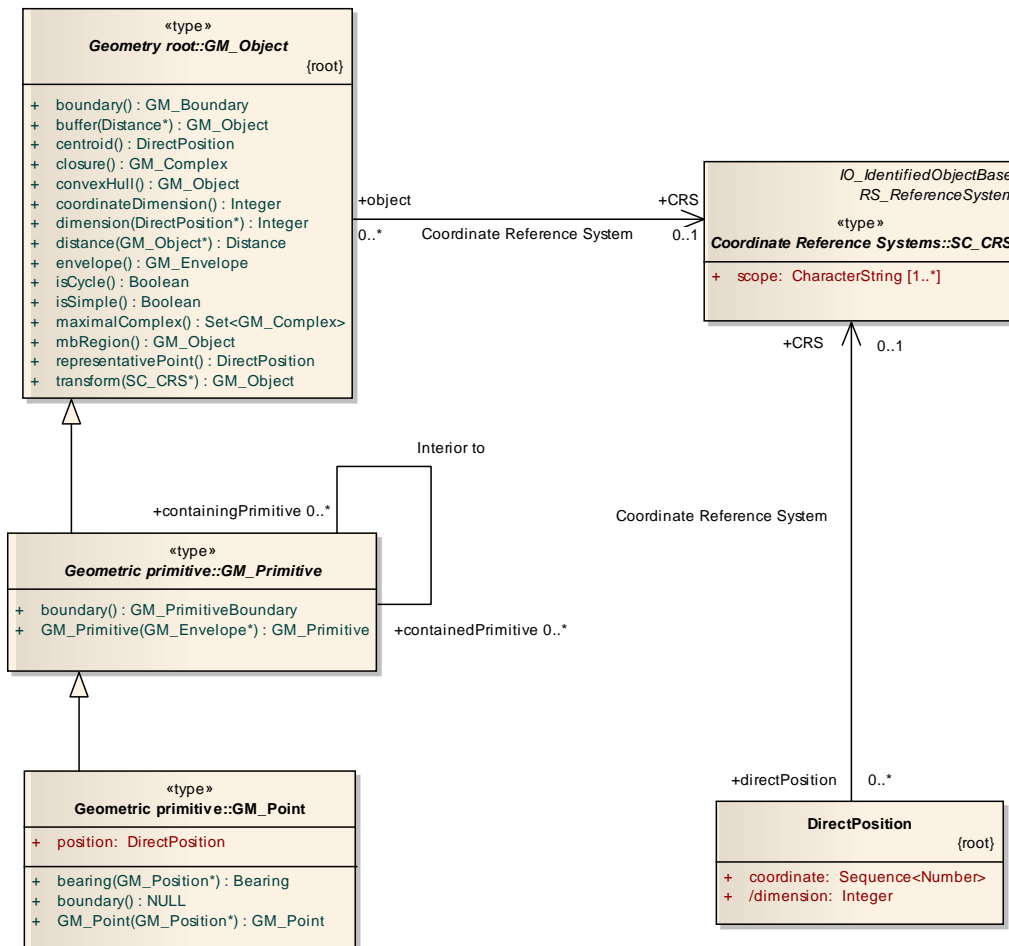 «type»
Geometry root::GM_Object
{root}
+ boundary() : GM_Boundary
+ buffer(Distance*) : GM_Object
+ centroid() : DirectPosition
+ closure() : GM_Complex
+ convexHull() : GM_Object
+ coordinateDimension() : Integer
+ dimension(DirectPosition*) : Integer
+ distance(GM_Object*) : Distance
+ envelope() : GM_Envelope
+ isCycle() : Boolean
+ isSimple() : Boolean
+ maximalComplex() : Set<GM_Complex>
+ mbRegion() : GM_Object
+ representativePoint() : DirectPosition
+ transform(SC_CRS*) : GM_Object
+object
+CRS
0..*
Coordinate Reference System
0..1
IO_IdentifiedObjectBase
RS_ReferenceSystem
«type»
Coordinate Reference Systems::SC_CRS
+ scope: CharacterString [1..*]
+CRS
0..1
Interior to
+containingPrimitive 0..*
Coordinate Reference System
«type»
Geometric primitive::GM_Primitive
+ boundary() : GM_PrimitiveBoundary
+ GM_Primitive(GM_Envelope*) : GM_Primitive
+containedPrimitive 0..*
«type»
Geometric primitive::GM_Point
+ position: DirectPosition
+ bearing(GM_Position*) : Bearing
+ boundary() : NULL
+ GM_Point(GM_Position*) : GM_Point
+directPosition
0..*
DirectPosition
{root}
+ coordinate: Sequence<Number>
+ /dimension: Integer